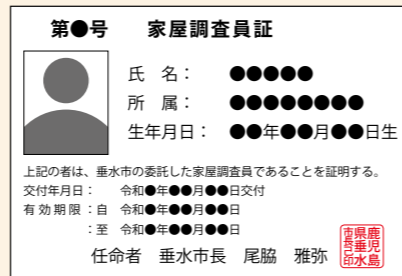 第●号　家屋調査員証
氏　名：　●●●●●
所　属：　●●●●●●●●
生年月日：　●●年●●月●●日生
上記の者は、垂水市の委託した家屋調査員であることを証明する。
交付年月日：　令和●年●●月●●日交付
有効期限：自　令和●年●●月●●日
：至　令和●年●●月●●日
任命者　垂水市長　尾脇　雅弥
鹿児島
県垂水
市長之印